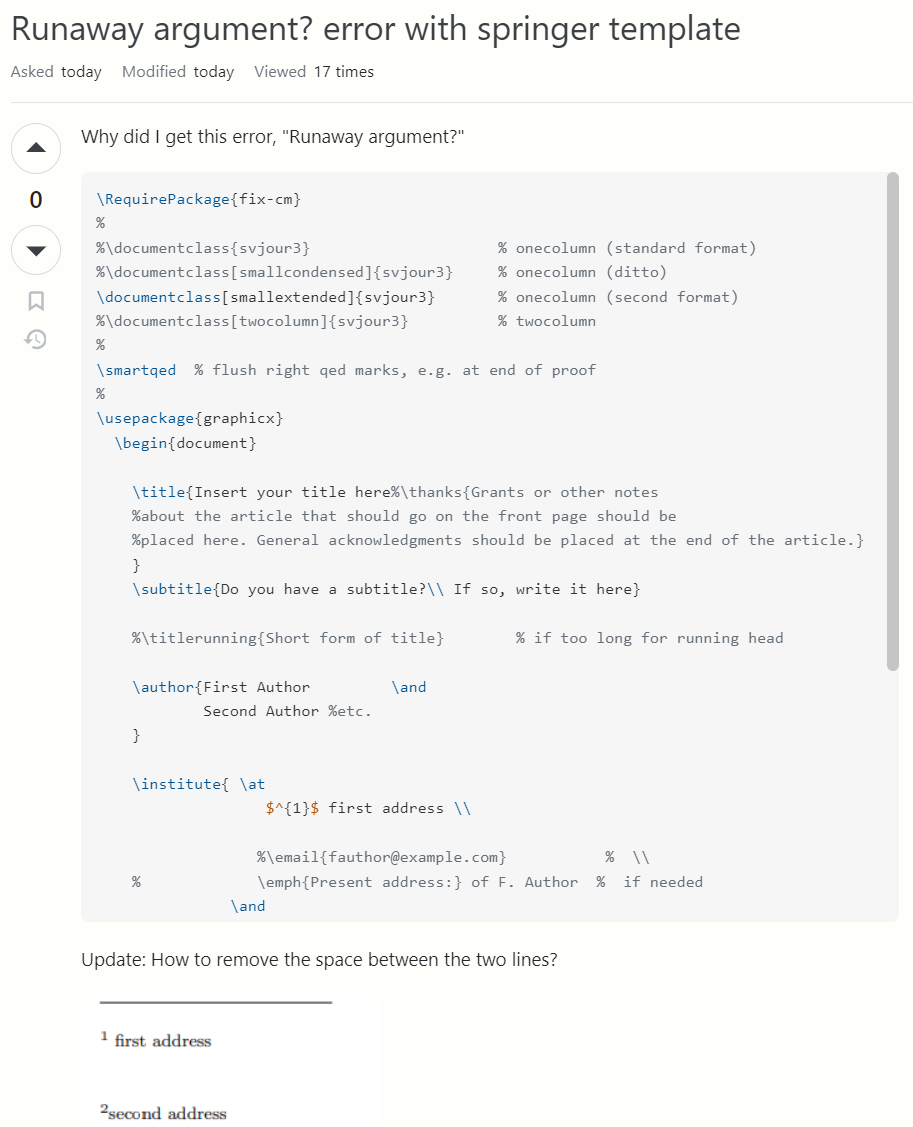 Runaway argument? error with springer template
Asked today Modified today Viewed 17 times
Why did I get this error, "Runaway argument?"
0
\RequirePackage{fix-cm}
%
%\documentclass{svjour3} % onecolumn (standard format)
%\documentclass[smallcondensed]{svjour3} % onecolumn (ditto)
\documentclass[smallextended]{svjour3} % onecolumn (second format)
%\documentclass[twocolumn]{svjour3} % twocolumn
%
\smartqed % flush right qed marks, e.g. at end of proof
%
\usepackage{graphicx}
\begin{document}
\title{Insert your title here%\thanks{Grants or other notes
%about the article that should go on the front page should be
%placed here. General acknowledgments should be placed at the end of the article.}
}
\subtitle{Do you have a subtitle?\\ If so, write it here}
%\titlerunning{Short form of title} % if too long for running head
\author{First Author \and
Second Author %etc.
}
\institute{ \at
$^{1}$ first address \\
%\email{fauthor@example.com} % \\
% \emph{Present address:} of F. Author % if needed
\and
Update: How to remove the space between the two lines?
1 first address
2second address